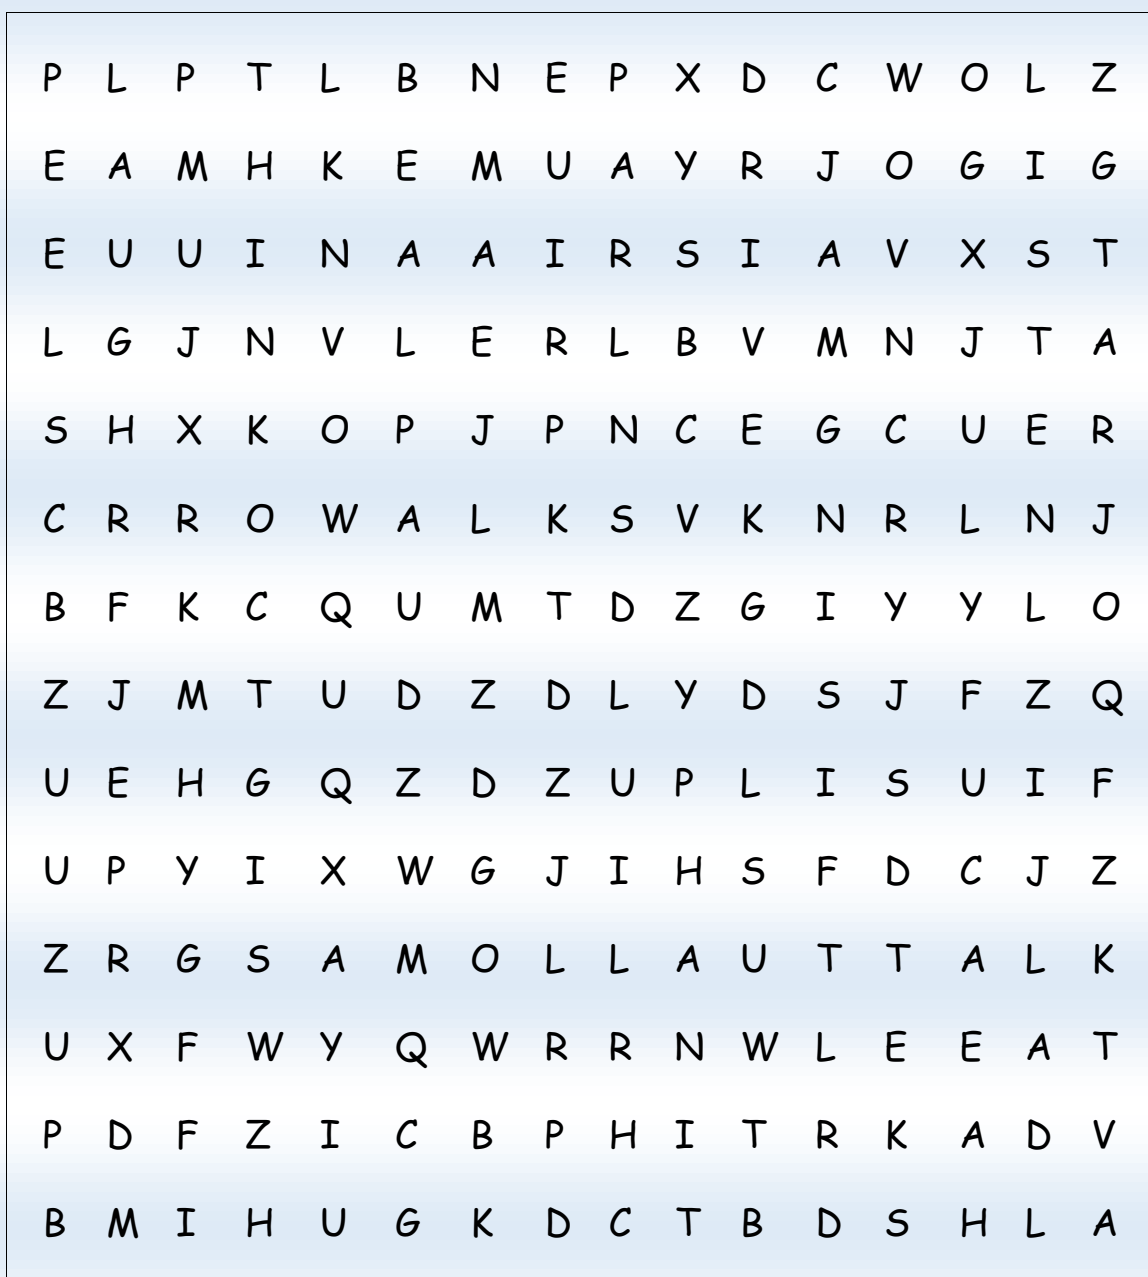 P L P T L B N E P X D C W O L Z
E A M H K E M U A Y R J O G I G
E U U I N A A I R S I A V X S T
L G J N V L E R L B V M N J T A
S H X K O P J P N C E G C U E R
C R R O W A L K S V K N R L N J
B F K C Q U M T D Z G I Y Y L O
Z J M T U D Z D L Y D S J F Z Q
U E H G Q Z D Z U P L I S U I F
U P Y I X W G J I H S F D C J Z
Z R G S A M O L L A U T T A L K
U X F W Y Q W R R N W L E E A T
P D F Z I C B P H I T R K A D V
B M I H U G K D C T B D S H L A